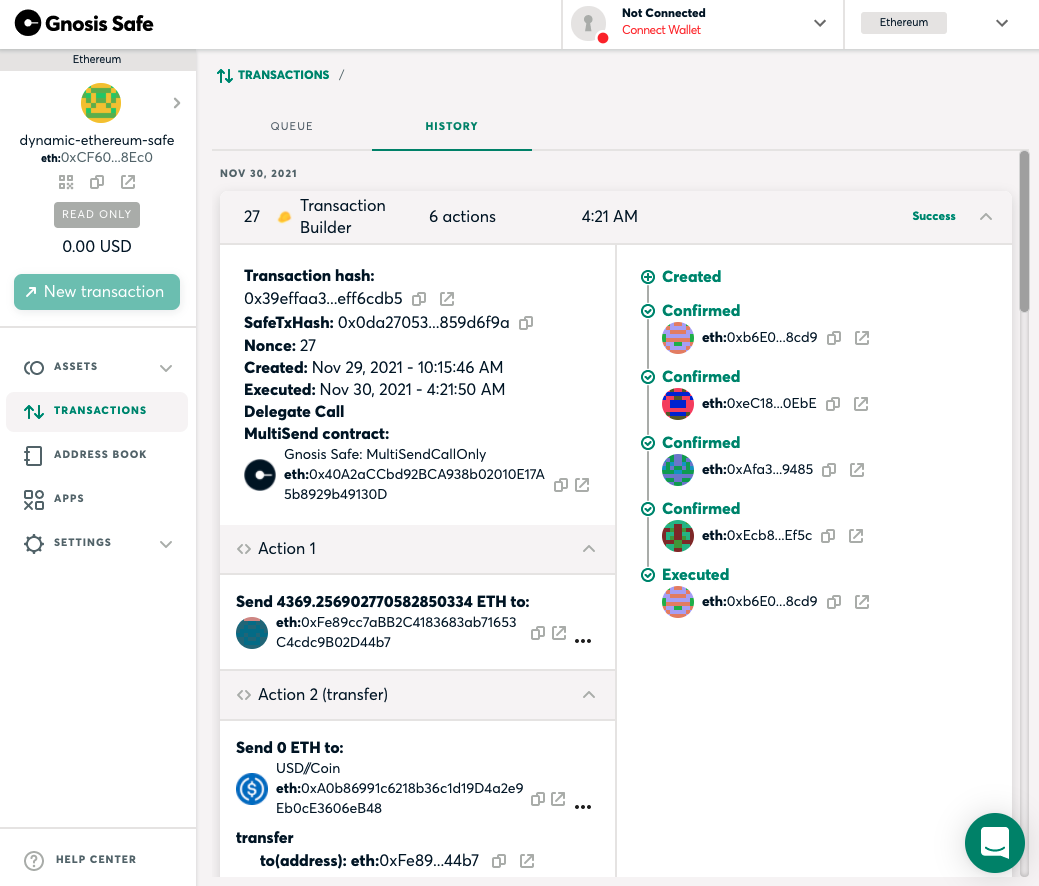 Gnosis Safe
Not Connected
Connect Wallet
Ethereum
Ethereum
dynamic-ethereum-safe
eth:0xCF60...8Ec0
READ ONLY
0.00 USD
New transaction
ASSETS
TRANSACTIONS
ADDRESS BOOK
APPS
SETTINGS
HELP CENTER
TRANSACTIONS /
QUEUE HISTORY
NOV 30, 2021
27 Transaction Builder 6 actions 4:21 AM Success
Transaction hash:
0x39effaa3...eff6cdb5
SafeTxHash: 0x0da27053...859d6f9a
Nonce: 27
Created: Nov 29, 2021 - 10:15:46 AM
Executed: Nov 30, 2021 - 4:21:50 AM
Delegate Call
MultiSend contract:
Gnosis Safe: MultiSendCallOnly
eth:0x40A2aCCbd92BCA938b02010E17A
5b8929b49130D
Action 1
Send 4369.256902770582850334 ETH to:
eth:0xFe89cc7aBB2C4183683ab71653
C4cdc9B02D44b7
Action 2 (transfer)
Send 0 ETH to:
USD//Coin
eth:0xA0b86991c6218b36c1d19D4a2e9
Eb0cE3606eB48
transfer
to(address): eth:0xFe89...44b7
Created
Confirmed
eth:0xb6E0...8cd9
Confirmed
eth:0xeC18...0EbE
Confirmed
eth:0xAfa3...9485
Confirmed
eth:0xEcb8...Ef5c
Executed
eth:0xb6E0...8cd9